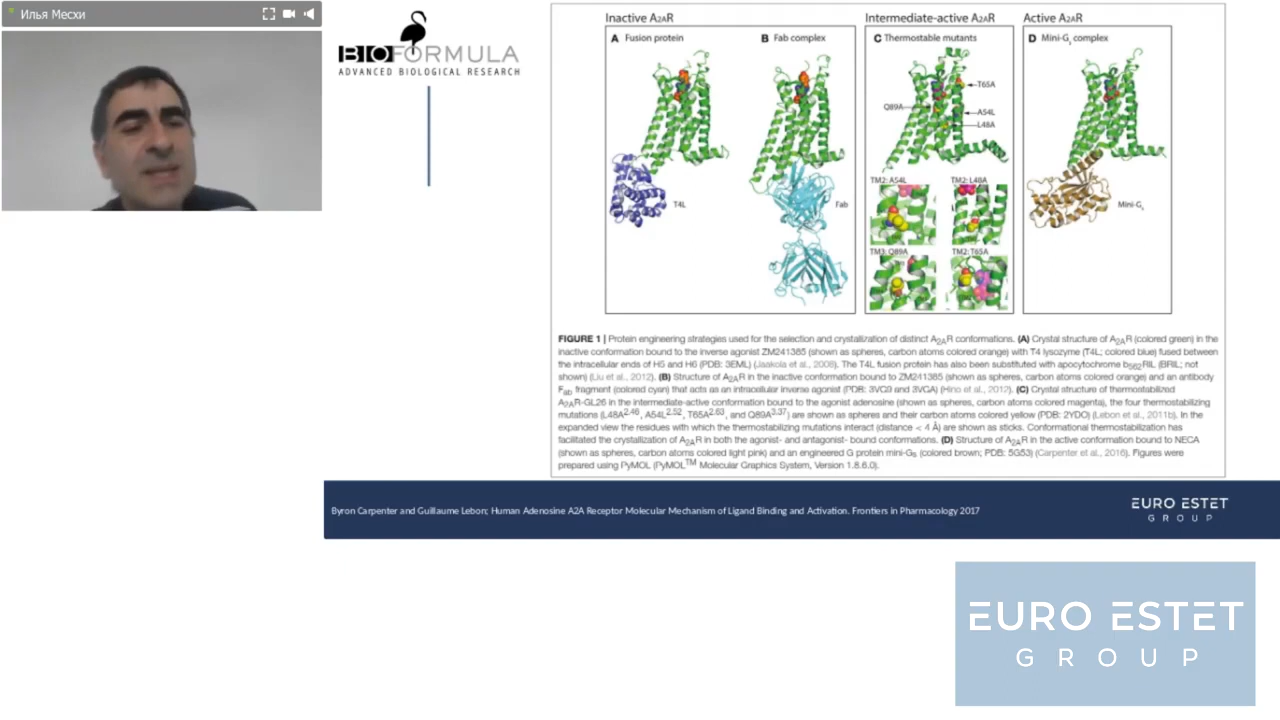 Илья Месхи
BIOFORMULA
ADVANCED BIOLOGICAL RESEARCH
Inactive A2AR
Intermediate-active A2AR
Active A2AR
A Fusion protein
B Fab complex
C Thermostable mutants
D Mini-Gs complex
T65A
Q89A
A54L
L48A
TM2: A54L
TM2: L48A
T4L
Fab
Mini-Gs
TM3: Q89A
TM2: T65A
FIGURE 1 | Protein engineering strategies used for the selection and crystallization of distinct A2AR conformations. (A) Crystal structure of A2AR (colored green) in the
inactive conformation bound to the inverse agonist ZM241385 (shown as spheres, carbon atoms colored orange) with T4 lysozyme (T4L; colored blue) fused between
the intracellular ends of H5 and H6 (PDB: 3EML) (Jaakola et al., 2008). The T4L fusion protein has also been substituted with apocytochrome b562RIL (BRIL; not
shown) (Liu et al., 2012). (B) Structure of A2AR in the inactive conformation bound to ZM241385 (shown as spheres, carbon atoms colored orange) and an antibody
Fab fragment (colored cyan) that acts as an intracellular inverse agonist (PDB: 3VG9 and 3VGA) (Hino et al., 2012). (C) Crystal structure of thermostabilized
A2AR-GL26 in the intermediate-active conformation bound to the agonist adenosine (shown as spheres, carbon atoms colored magenta), the four thermostabilizing
mutations (L48A2.46, A54L2.52, T65A2.63, and Q89A3.37) are shown as spheres and their carbon atoms colored yellow (PDB: 2YDO) (Lebon et al., 2011b). In the
expanded view the residues with which the thermostabilizing mutations interact (distance < 4 Å) are shown as sticks. Conformational thermostabilization has
facilitated the crystallization of A2AR in both the agonist- and antagonist- bound conformations. (D) Structure of A2AR in the active conformation bound to NECA
(shown as spheres, carbon atoms colored light pink) and an engineered G protein mini-Gs (colored brown; PDB: 5G53) (Carpenter et al., 2016). Figures were
prepared using PyMOL (PyMOL™ Molecular Graphics System, Version 1.8.6.0).
Byron Carpenter and Guillaume Lebon; Human Adenosine A2A Receptor Molecular Mechanism of Ligand Binding and Activation. Frontiers in Pharmacology 2017
EURO ESTET
GROUP
EURO ESTET
GROUP